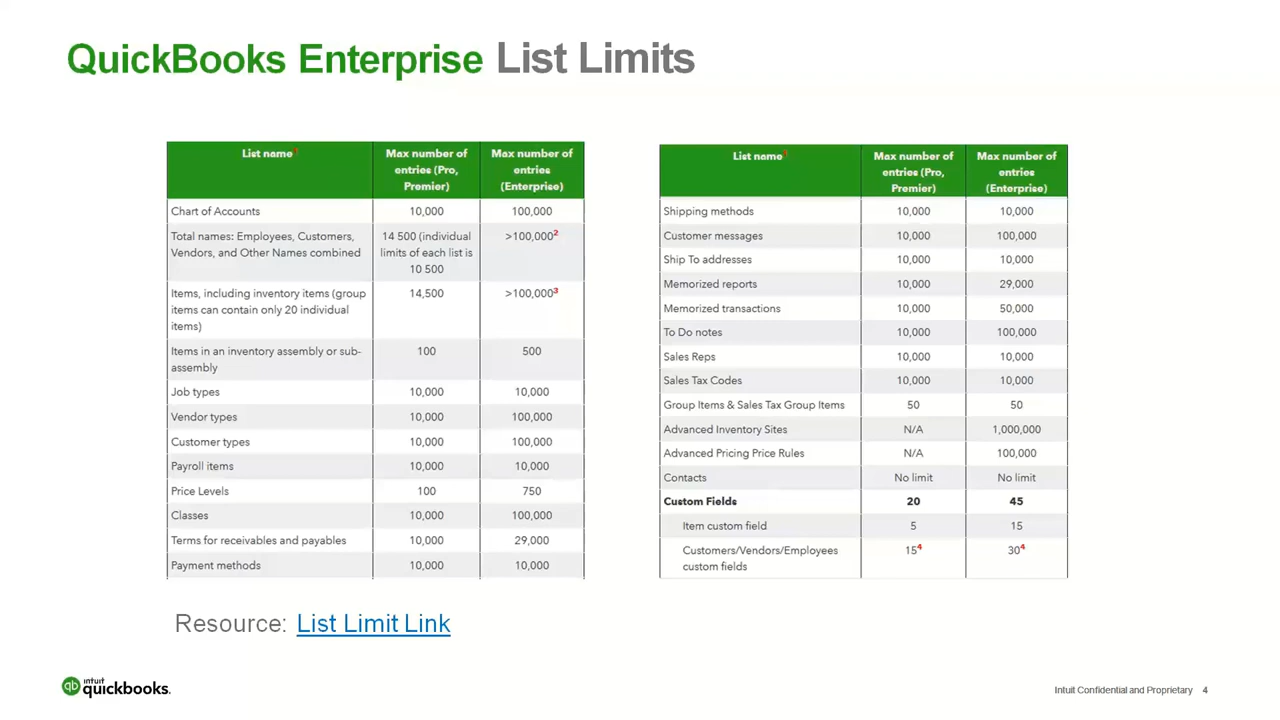 QuickBooks Enterprise List Limits
List name1
Max number of entries (Pro, Premier)
Max number of entries (Enterprise)
Chart of Accounts 10,000 100,000
Total names: Employees, Customers, Vendors, and Other Names combined 14 500 (individual limits of each list is 10 500 >100,0002
Items, including inventory items (group items can contain only 20 individual items) 14,500 >100,0003
Items in an inventory assembly or sub-assembly 100 500
Job types 10,000 10,000
Vendor types 10,000 100,000
Customer types 10,000 100,000
Payroll items 10,000 10,000
Price Levels 100 750
Classes 10,000 100,000
Terms for receivables and payables 10,000 29,000
Payment methods 10,000 10,000
List name
Max number of entries (Pro, Premier)
Max number of entries (Enterprise)
Shipping methods 10,000 10,000
Customer messages 10,000 100,000
Ship To addresses 10,000 10,000
Memorized reports 10,000 29,000
Memorized transactions 10,000 50,000
To Do notes 10,000 100,000
Sales Reps 10,000 10,000
Sales Tax Codes 10,000 10,000
Group Items & Sales Tax Group Items 50 50
Advanced Inventory Sites N/A 1,000,000
Advanced Pricing Price Rules N/A 100,000
Contacts No limit No limit
Custom Fields 20 45
Item custom field 5 15
Customers/Vendors/Employees custom fields 154 304
Resource: List Limit Link
qb intuit quickbooks.
Intuit Confidential and Proprietary 4